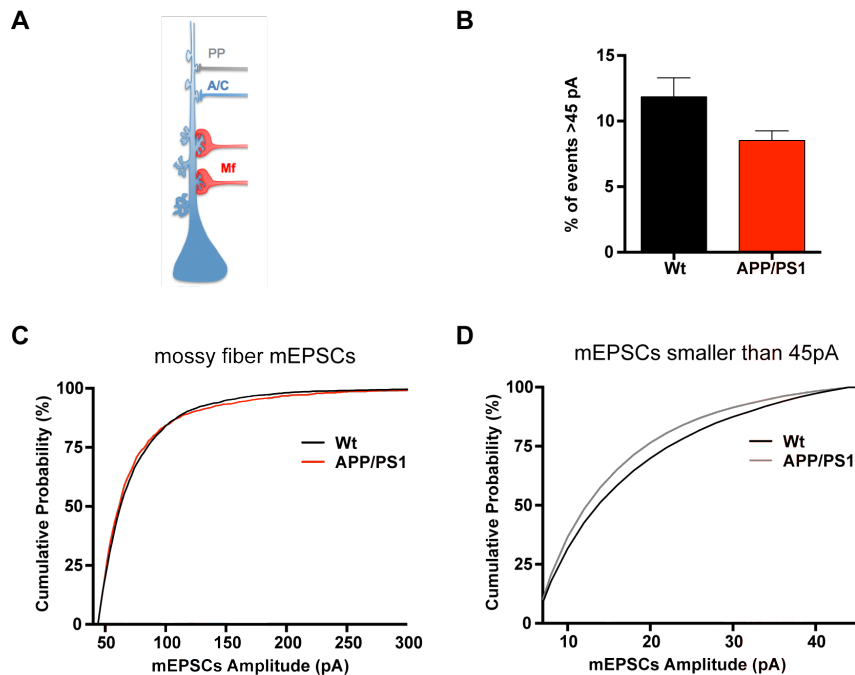 A
PP
A/C
Mf
B
% of events >45 pA
15
10
5
0
Wt
APP/PS1
C
mossy fiber mEPSCs
Cumulative Probability (%)
100
75
50
25
0
Wt
APP/PS1
50
100
150
200
250
300
mEPSCs Amplitude (pA)
D
mEPSCs smaller than 45pA
Cumulative Probability (%)
100
75
50
25
0
Wt
APP/PS1
10
20
30
40
mEPSCs Amplitude (pA)